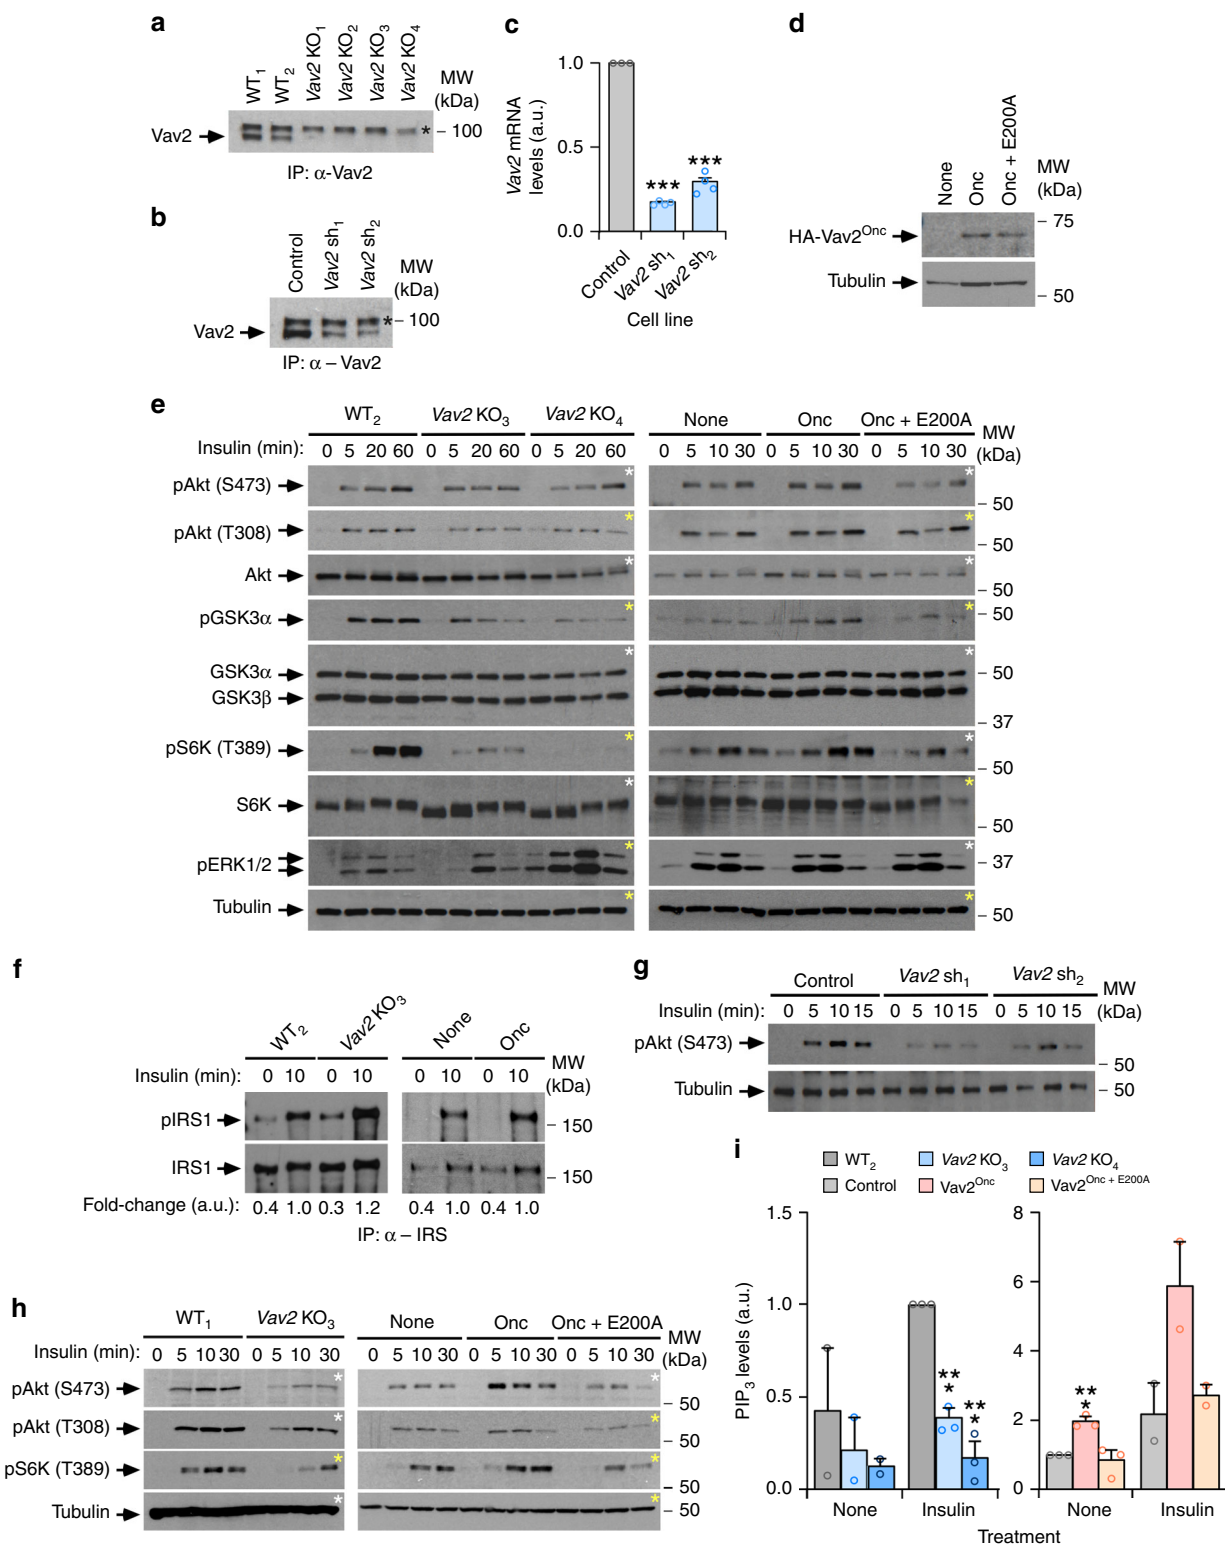 a
WT1 WT2 Vav2 KO1 Vav2 KO2 Vav2 KO3 Vav2 KO4 MW (kDa)
Vav2 * – 100
IP: α-Vav2
b
Control Vav2 sh1 Vav2 sh2 MW (kDa)
Vav2 * – 100
IP: α – Vav2
c
Vav2 mRNA levels (a.u.)
1.0
0.5
0.0
*** ***
Control Vav2 sh1 Vav2 sh2
Cell line
d
None Onc Onc + E200A MW (kDa)
– 75
HA-Vav2Onc
Tubulin
– 50
e
WT2 Vav2 KO3 Vav2 KO4 None Onc Onc + E200A MW (kDa)
Insulin (min): 0 5 20 60 0 5 20 60 0 5 20 60 0 5 10 30 0 5 10 30 0 5 10 30
pAkt (S473) * * – 50
pAkt (T308) * * – 50
Akt * * – 50
pGSK3α * * – 50
GSK3α * * – 50
GSK3β – 37
pS6K (T389) * * – 50
S6K * * – 50
pERK1/2 * * – 37
Tubulin * * – 50
f
WT2 Vav2 KO3 None Onc MW (kDa)
Insulin (min): 0 10 0 10 0 10 0 10
pIRS1 – 150
IRS1 – 150
Fold-change (a.u.): 0.4 1.0 0.3 1.2 0.4 1.0 0.4 1.0
IP: α – IRS
g
Control Vav2 sh1 Vav2 sh2 MW (kDa)
Insulin (min): 0 5 10 15 0 5 10 15 0 5 10 15
pAkt (S473) – 50
Tubulin – 50
h
WT1 Vav2 KO3 None Onc Onc + E200A MW (kDa)
Insulin (min): 0 5 10 30 0 5 10 30 0 5 10 30 0 5 10 30 0 5 10 30
pAkt (S473) * * – 50
pAkt (T308) * * – 50
pS6K (T389) * * – 50
Tubulin * * – 50
i
WT2 Vav2 KO3 Vav2 KO4
Control Vav2Onc Vav2Onc + E200A
PIP3 levels (a.u.)
1.5
1.0
0.5
0.0
** * ** *
None Insulin
8
6
4
2
0
** *
None Insulin
Treatment